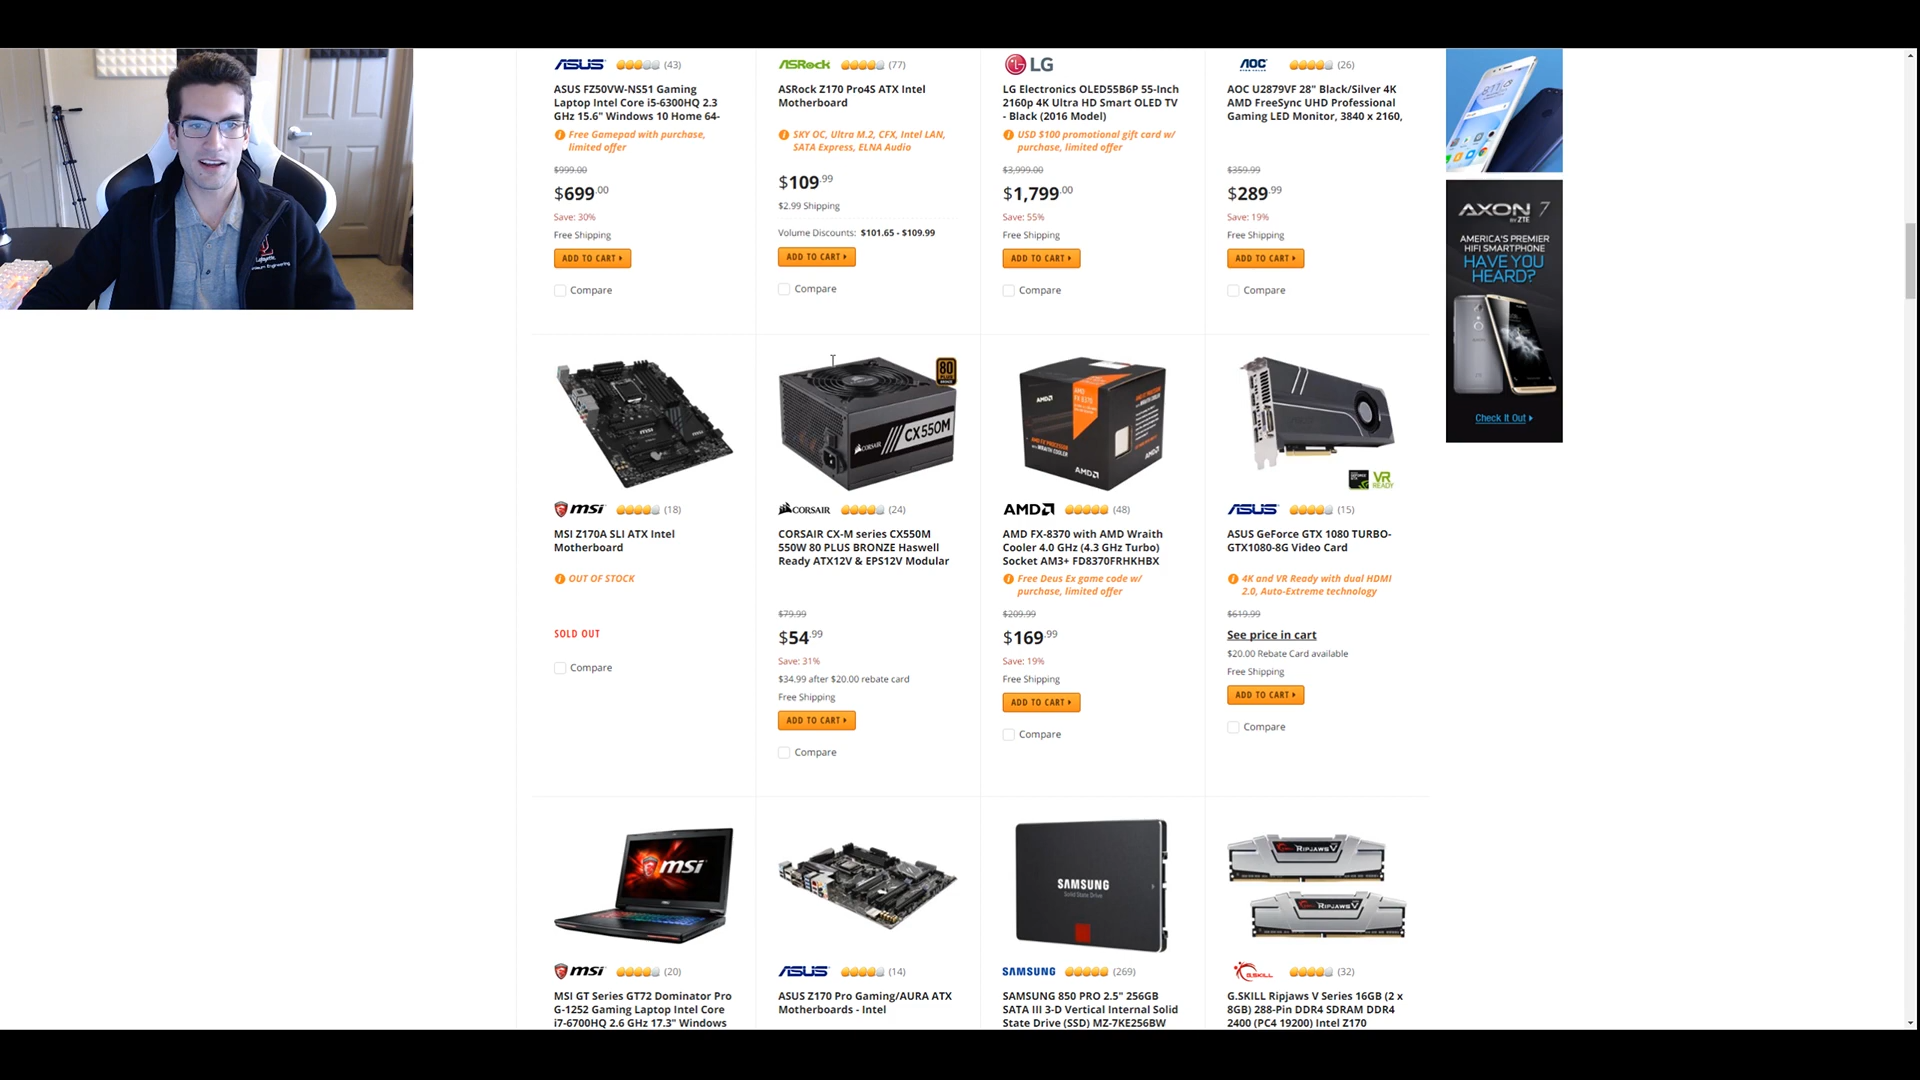 ASUS (43)
ASUS FZ50VW-NS51 Gaming
Laptop Intel Core i5-6300HQ 2.3
GHz 15.6" Windows 10 Home 64-
Free Gamepad with purchase,
limited offer
$999.00
$699.00
Save: 30%
Free Shipping
ADD TO CART
Compare
ASRock (77)
ASRock Z170 Pro4S ATX Intel
Motherboard
SKY OC, Ultra M.2, CFX, Intel LAN,
SATA Express, ELNA Audio
$109.99
$2.99 Shipping
Volume Discounts: $101.65 - $109.99
ADD TO CART
Compare
LG
LG Electronics OLED55B6P 55-Inch
2160p 4K Ultra HD Smart OLED TV
- Black (2016 Model)
USD $100 promotional gift card w/
purchase, limited offer
$3,999.00
$1,799.00
Save: 55%
Free Shipping
ADD TO CART
Compare
AOC (26)
AOC U2879VF 28" Black/Silver 4K
AMD FreeSync UHD Professional
Gaming LED Monitor, 3840 x 2160,
$359.99
$289.99
Save: 19%
Free Shipping
ADD TO CART
Compare
AXON 7
BY ZTE
AMERICA'S PREMIER
HIFI SMARTPHONE
HAVE YOU
HEARD?
Check It Out
Lafayette
msi (18)
MSI Z170A SLI ATX Intel
Motherboard
OUT OF STOCK
SOLD OUT
Compare
80
PLUS
BRONZE
CORSAIR
CX550M
CORSAIR (24)
CORSAIR CX-M series CX550M
550W 80 PLUS BRONZE Haswell
Ready ATX12V & EPS12V Modular
$79.99
$54.99
Save: 31%
$34.99 after $20.00 rebate card
Free Shipping
ADD TO CART
Compare
AMD
AMD
AMD
AMD (48)
AMD FX-8370 with AMD Wraith
Cooler 4.0 GHz (4.3 GHz Turbo)
Socket AM3+ FD8370FRHKHBX
Free Deus Ex game code w/
purchase, limited offer
$209.99
$169.99
Save: 19%
Free Shipping
ADD TO CART
Compare
VR
READY
ASUS (15)
ASUS GeForce GTX 1080 TURBO-
GTX1080-8G Video Card
4K and VR Ready with dual HDMI
2.0, Auto-Extreme technology
$619.99
See price in cart
$20.00 Rebate Card available
Free Shipping
ADD TO CART
Compare
msi
msi (20)
MSI GT Series GT72 Dominator Pro
G-1252 Gaming Laptop Intel Core
i7-6700HQ 2.6 GHz 17.3" Windows
ASUS (14)
ASUS Z170 Pro Gaming/AURA ATX
Motherboards - Intel
SAMSUNG
Solid State Drive
SAMSUNG (269)
SAMSUNG 850 PRO 2.5" 256GB
SATA III 3-D Vertical Internal Solid
State Drive (SSD) MZ-7KE256BW
RIPJAWS V
RIPJAWS V
G.SKILL (32)
G.SKILL Ripjaws V Series 16GB (2 x
8GB) 288-Pin DDR4 SDRAM DDR4
2400 (PC4 19200) Intel Z170